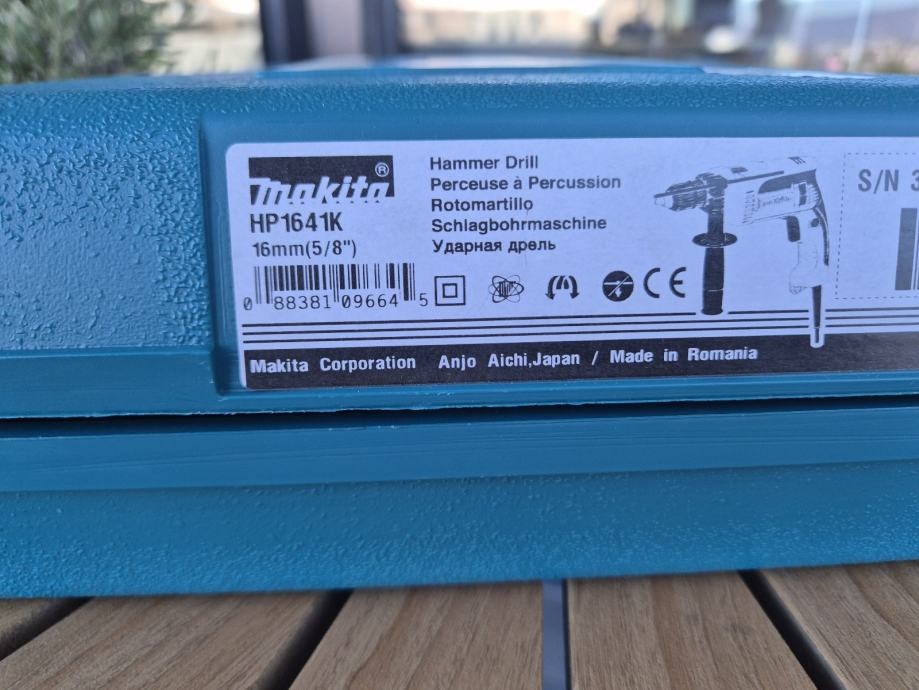 makita®
HP1641K
16mm(5/8")
0 88381 09664 5
Hammer Drill
Perceuse à Percussion
Rotomartillo
Schlagbohrmaschine
Ударная дрель
CE
S/N 3
Makita Corporation Anjo Aichi,Japan / Made in Romania